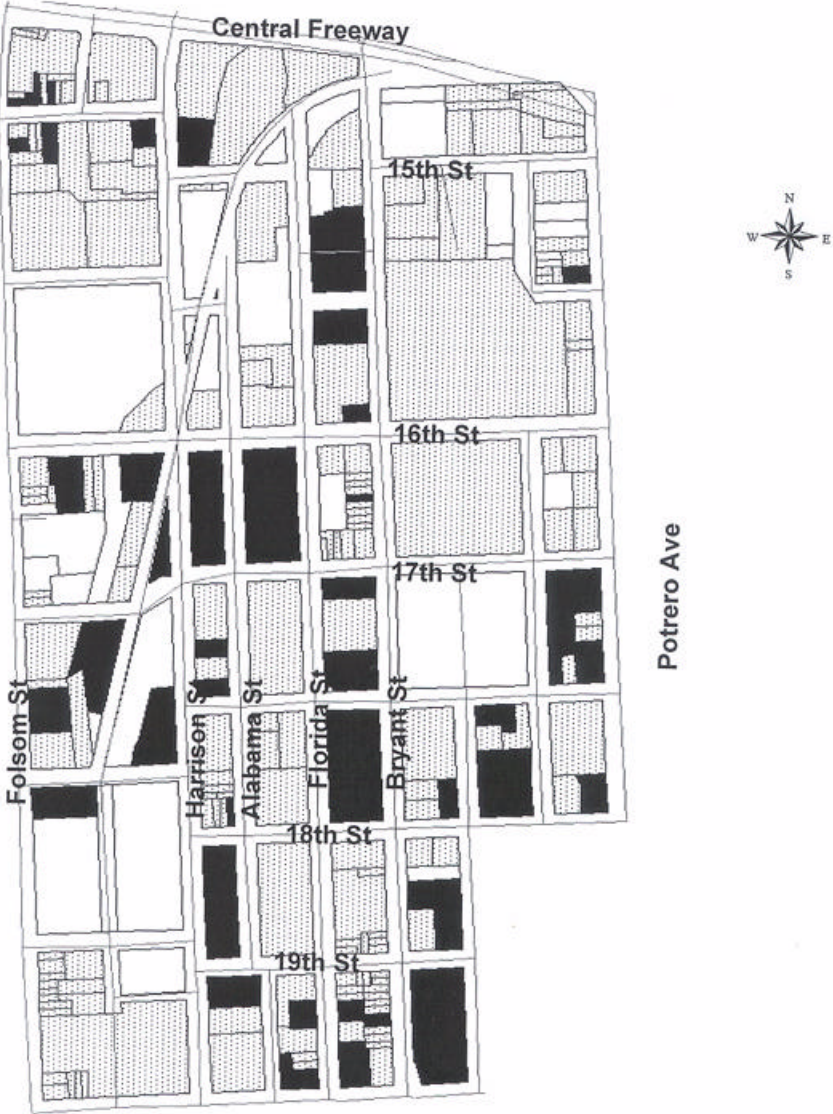 Central Freeway
15th St
N
W E
S
16th St
17th St
Potrero Ave
Folsom St
Harrison St
Alabama St
Florida St
Bryant St
18th St
19th St